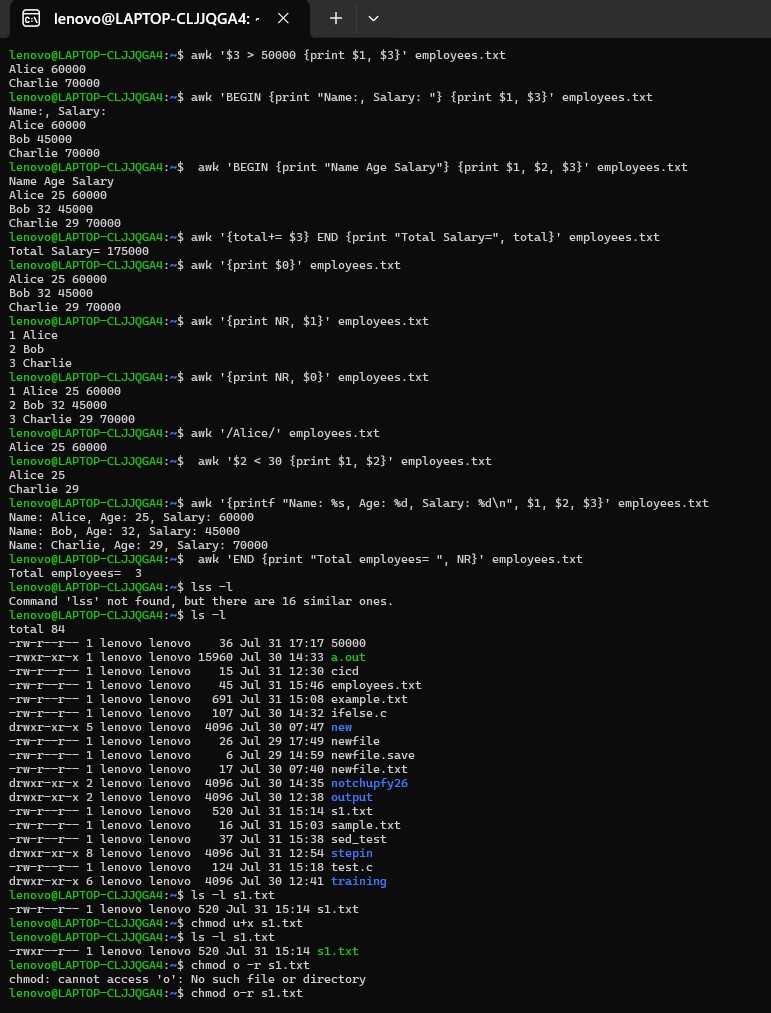 lenovo@LAPTOP-CLJJQGA4: ~
lenovo@LAPTOP-CLJJQGA4:~$ awk '$3 > 50000 {print $1, $3}' employees.txt
Alice 60000
Charlie 70000
lenovo@LAPTOP-CLJJQGA4:~$ awk 'BEGIN {print "Name:, Salary: "} {print $1, $3}' employees.txt
Name:, Salary:
Alice 60000
Bob 45000
Charlie 70000
lenovo@LAPTOP-CLJJQGA4:~$  awk 'BEGIN {print "Name Age Salary"} {print $1, $2, $3}' employees.txt
Name Age Salary
Alice 25 60000
Bob 32 45000
Charlie 29 70000
lenovo@LAPTOP-CLJJQGA4:~$ awk '{total+= $3} END {print "Total Salary=", total}' employees.txt
Total Salary= 175000
lenovo@LAPTOP-CLJJQGA4:~$ awk '{print $0}' employees.txt
Alice 25 60000
Bob 32 45000
Charlie 29 70000
lenovo@LAPTOP-CLJJQGA4:~$ awk '{print NR, $1}' employees.txt
1 Alice
2 Bob
3 Charlie
lenovo@LAPTOP-CLJJQGA4:~$ awk '{print NR, $0}' employees.txt
1 Alice 25 60000
2 Bob 32 45000
3 Charlie 29 70000
lenovo@LAPTOP-CLJJQGA4:~$ awk '/Alice/' employees.txt
Alice 25 60000
lenovo@LAPTOP-CLJJQGA4:~$  awk '$2 < 30 {print $1, $2}' employees.txt
Alice 25
Charlie 29
lenovo@LAPTOP-CLJJQGA4:~$ awk '{printf "Name: %s, Age: %d, Salary: %d\n", $1, $2, $3}' employees.txt
Name: Alice, Age: 25, Salary: 60000
Name: Bob, Age: 32, Salary: 45000
Name: Charlie, Age: 29, Salary: 70000
lenovo@LAPTOP-CLJJQGA4:~$  awk 'END {print "Total employees= ", NR}' employees.txt
Total employees=  3
lenovo@LAPTOP-CLJJQGA4:~$ lss -l
Command 'lss' not found, but there are 16 similar ones.
lenovo@LAPTOP-CLJJQGA4:~$ ls -l
total 84
-rw-r--r-- 1 lenovo lenovo    36 Jul 31 17:17 50000
-rwxr-xr-x 1 lenovo lenovo 15960 Jul 30 14:33 a.out
-rw-r--r-- 1 lenovo lenovo    15 Jul 31 12:30 cicd
-rw-r--r-- 1 lenovo lenovo    45 Jul 31 15:46 employees.txt
-rw-r--r-- 1 lenovo lenovo   691 Jul 31 15:08 example.txt
-rw-r--r-- 1 lenovo lenovo   107 Jul 30 14:32 ifelse.c
drwxr-xr-x 5 lenovo lenovo  4096 Jul 30 07:47 new
-rw-r--r-- 1 lenovo lenovo    26 Jul 29 17:49 newfile
-rw-r--r-- 1 lenovo lenovo     6 Jul 29 14:59 newfile.save
-rw-r--r-- 1 lenovo lenovo    17 Jul 30 07:40 newfile.txt
drwxr-xr-x 2 lenovo lenovo  4096 Jul 30 14:35 notchupfy26
drwxr-xr-x 2 lenovo lenovo  4096 Jul 30 12:38 output
-rw-r--r-- 1 lenovo lenovo   520 Jul 31 15:14 s1.txt
-rw-r--r-- 1 lenovo lenovo    16 Jul 31 15:03 sample.txt
-rw-r--r-- 1 lenovo lenovo    37 Jul 31 15:38 sed_test
drwxr-xr-x 8 lenovo lenovo  4096 Jul 31 12:54 stepin
-rw-r--r-- 1 lenovo lenovo   124 Jul 31 15:18 test.c
drwxr-xr-x 6 lenovo lenovo  4096 Jul 30 12:41 training
lenovo@LAPTOP-CLJJQGA4:~$ ls -l s1.txt
-rw-r--r-- 1 lenovo lenovo 520 Jul 31 15:14 s1.txt
lenovo@LAPTOP-CLJJQGA4:~$ chmod u+x s1.txt
lenovo@LAPTOP-CLJJQGA4:~$ ls -l s1.txt
-rwxr--r-- 1 lenovo lenovo 520 Jul 31 15:14 s1.txt
lenovo@LAPTOP-CLJJQGA4:~$ chmod o -r s1.txt
chmod: cannot access 'o': No such file or directory
lenovo@LAPTOP-CLJJQGA4:~$ chmod o-r s1.txt